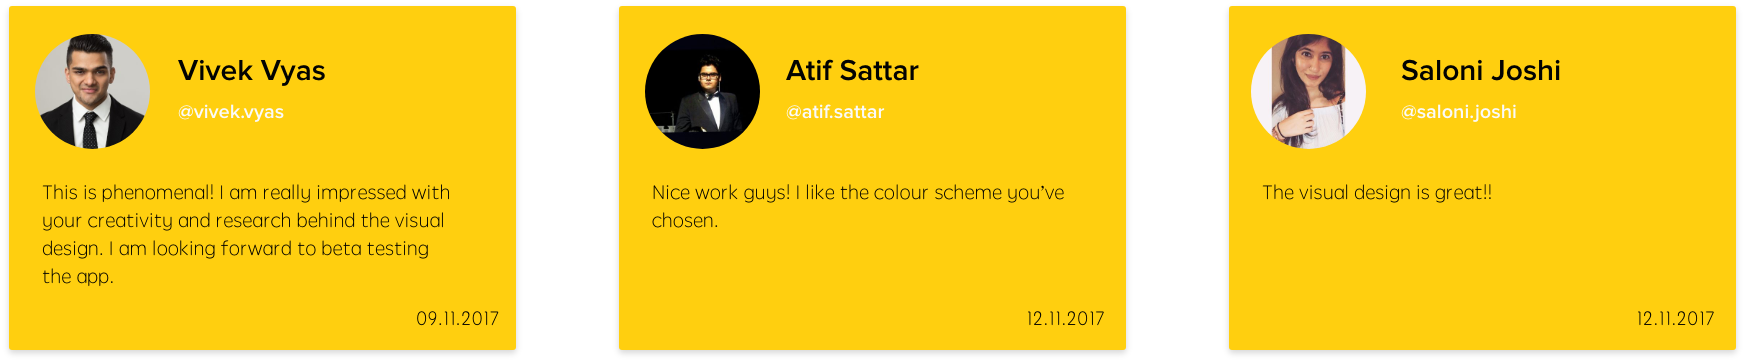 Vivek Vyas
@vivek.vyas
This is phenomenal! I am really impressed with
your creativity and research behind the visual
design. I am looking forward to beta testing
the app.
09.11.2017
Atif Sattar
@atif.sattar
Nice work guys! I like the colour scheme you’ve
chosen.
12.11.2017
Saloni Joshi
@saloni.joshi
The visual design is great!!
12.11.2017